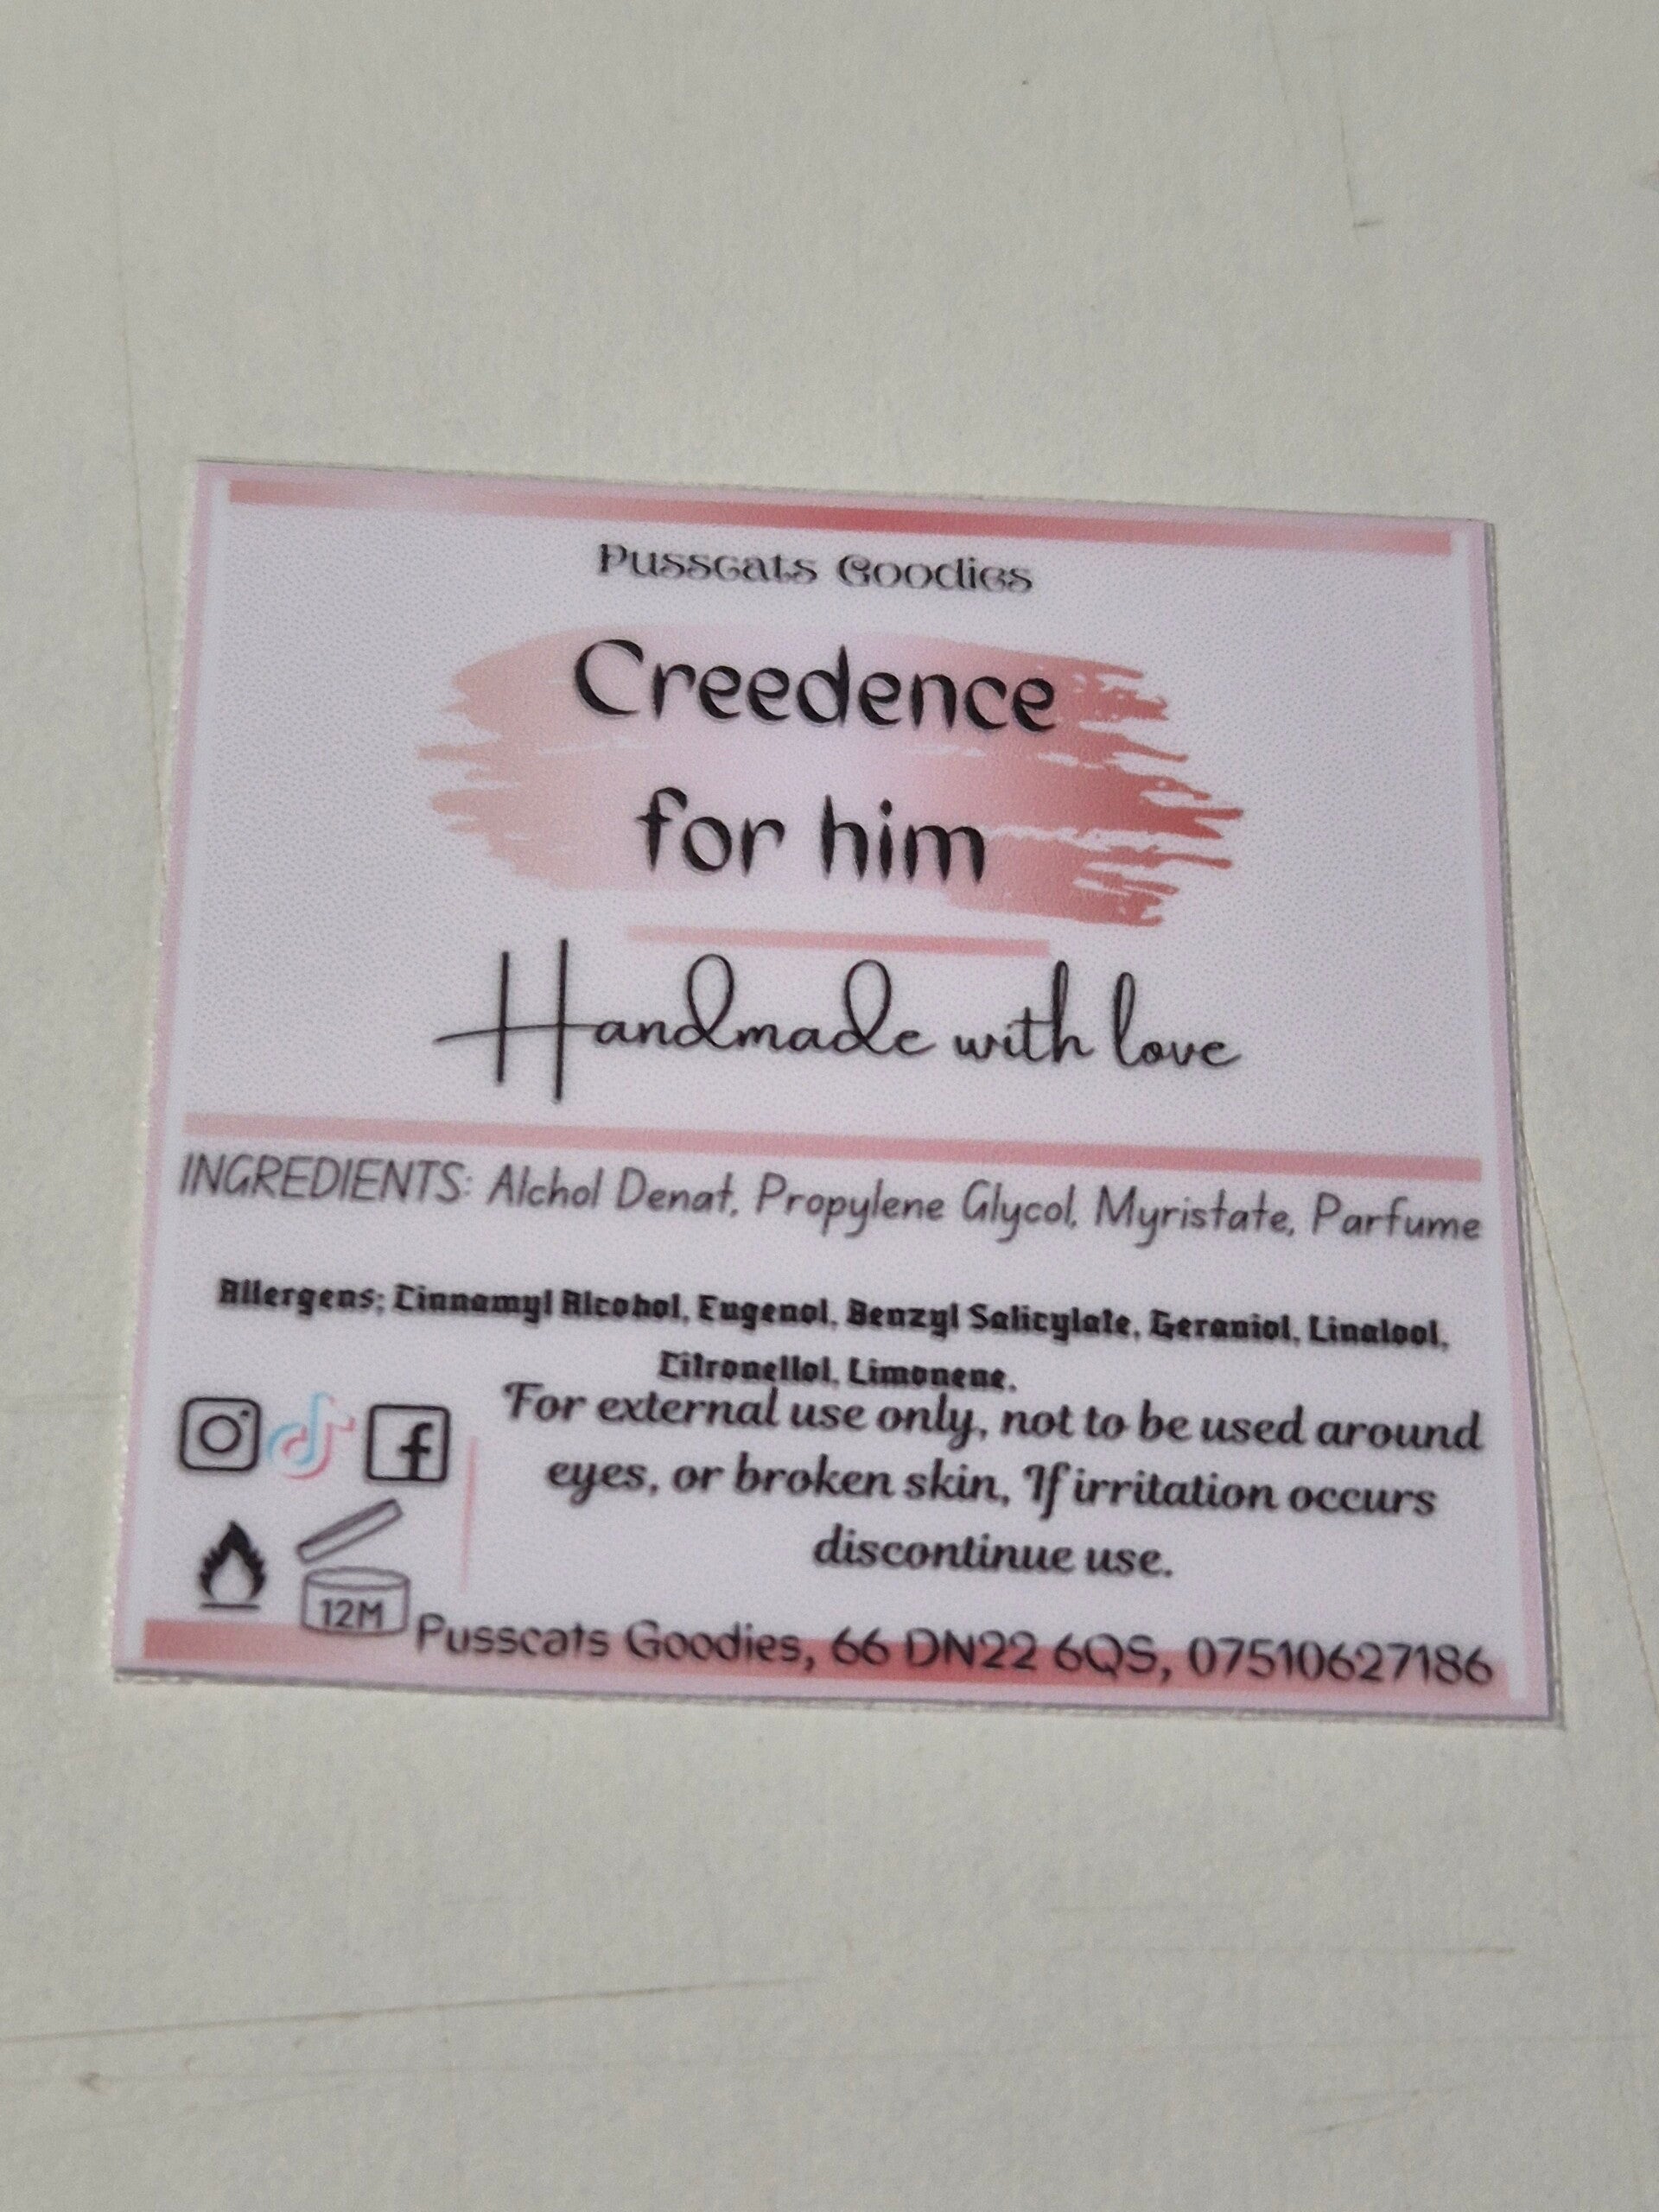 Pusscats Goodies
Creedence
for him
Handmade with love
INGREDIENTS: Alchol Denat, Propylene Glycol, Myristate, Parfume
Allergens; Cinnamyl Alcohol, Eugenol, Benzyl Salicylate, Geraniol, Linalool,
Citronellol, Limonene.
For external use only, not to be used around
eyes, or broken skin, If irritation occurs
discontinue use.
12M
Pusscats Goodies, 66 DN22 6QS, 07510627186